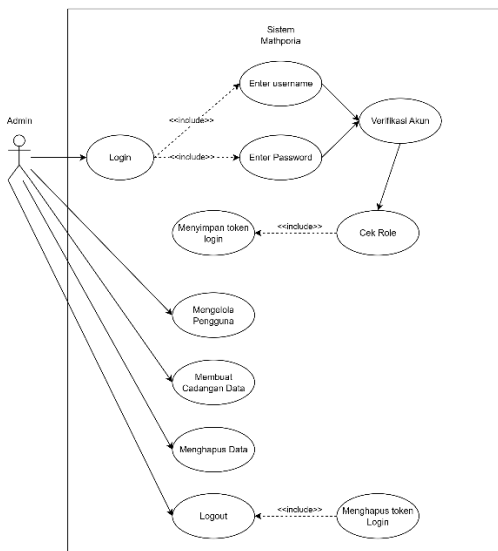 Sistem
Mathporia
Enter username
<<include>>
Admin
Verifikasi Akun
Login
<<include>>
Enter Password
Menyimpan token
login
<<include>>
Cek Role
Mengelola
Pengguna
Membuat
Cadangan Data
Menghapus Data
Logout
<<include>>
Menghapus token
Login